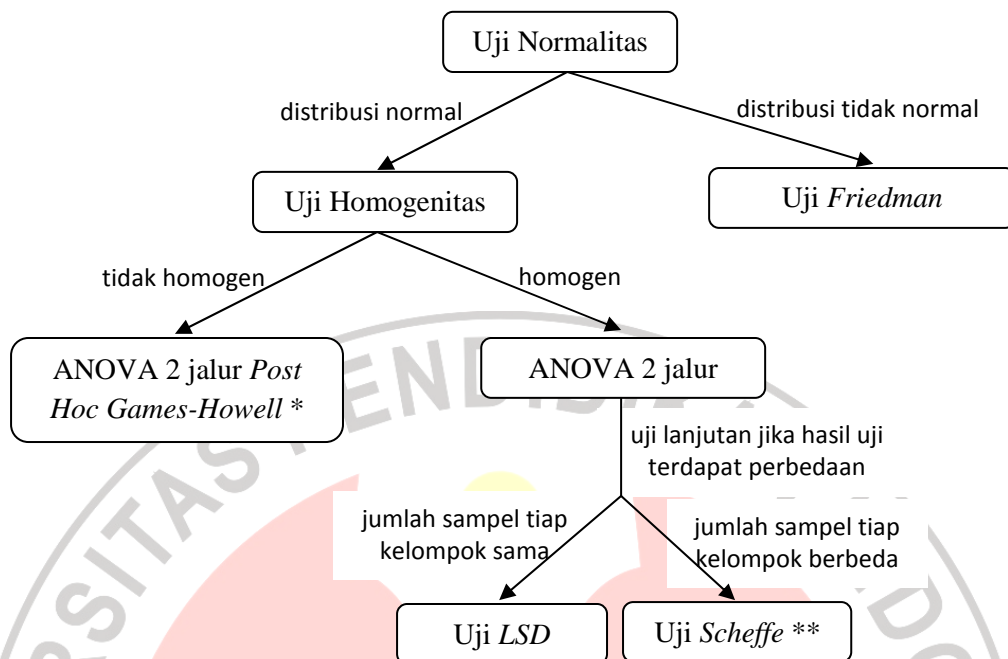 Uji Normalitas
distribusi normal
distribusi tidak normal
Uji Homogenitas
Uji Friedman
tidak homogen
homogen
ANOVA 2 jalur Post
Hoc Games-Howell *
ANOVA 2 jalur
uji lanjutan jika hasil uji
terdapat perbedaan
jumlah sampel tiap
kelompok sama
jumlah sampel tiap
kelompok berbeda
Uji LSD
Uji Scheffe **